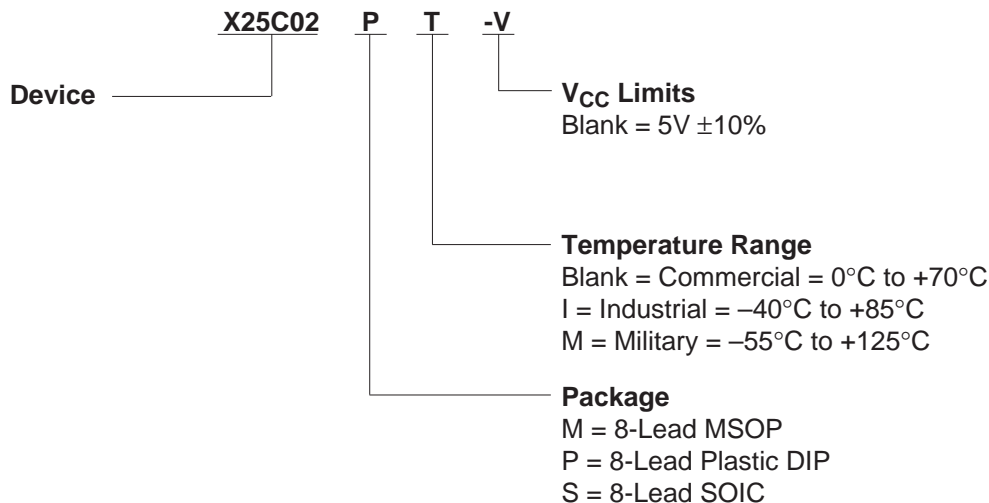 X25C02 P T -V
Device
VCC Limits
Blank = 5V ±10%
Temperature Range
Blank = Commercial = 0°C to +70°C
I = Industrial = –40°C to +85°C
M = Military = –55°C to +125°C
Package
M = 8-Lead MSOP
P = 8-Lead Plastic DIP
S = 8-Lead SOIC